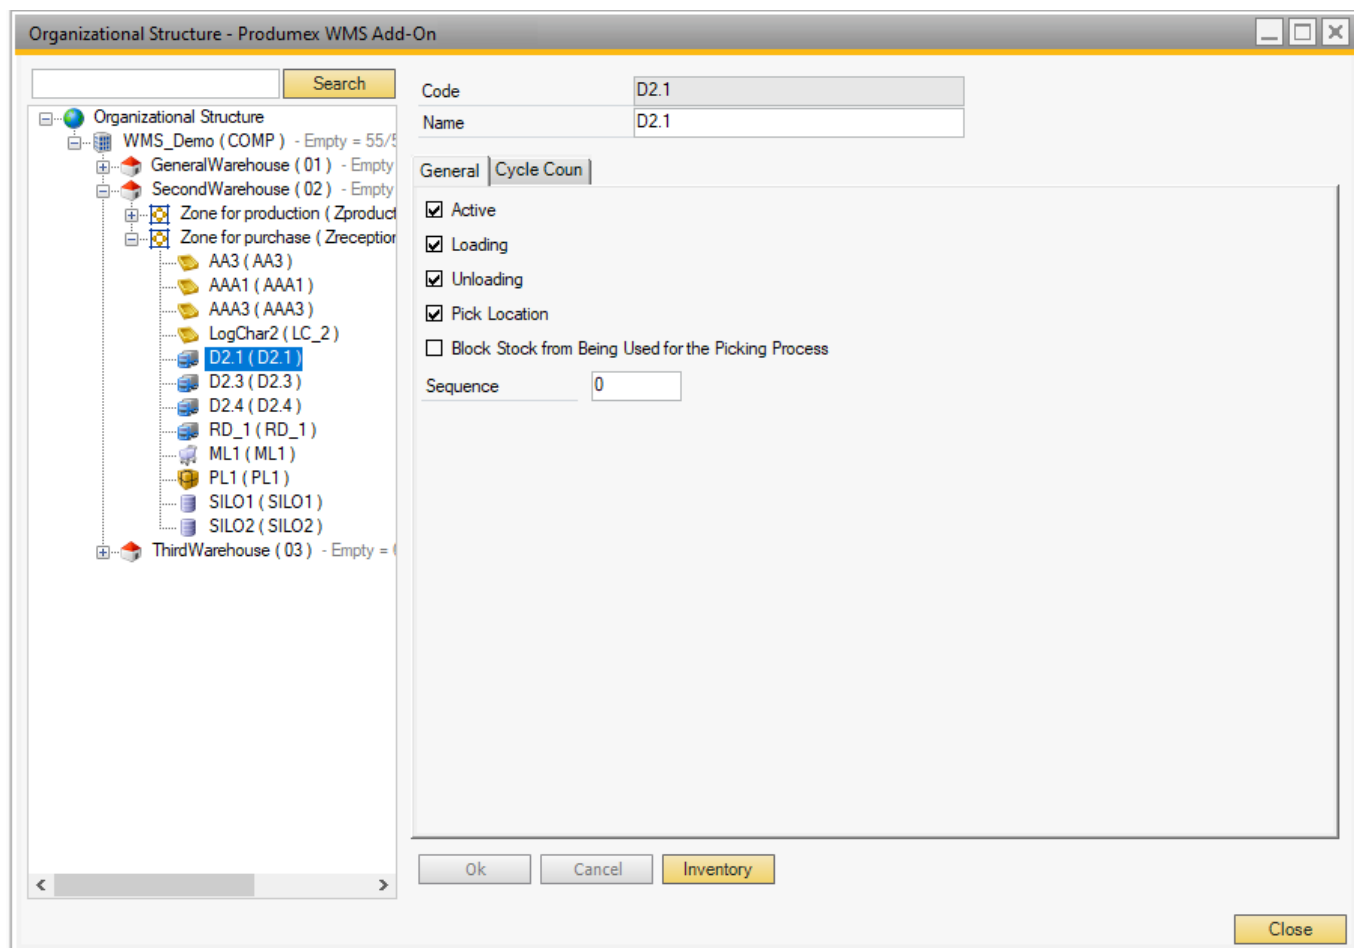 Organizational Structure - Produmex WMS Add-On
Search
Organizational Structure
WMS_Demo ( COMP ) - Empty = 55/5
GeneralWarehouse ( 01 ) - Empty
SecondWarehouse ( 02 ) - Empty
Zone for production ( Zproduct
Zone for purchase ( Zreception
AA3 ( AA3 )
AAA1 ( AAA1 )
AAA3 ( AAA3 )
LogChar2 ( LC_2 )
D2.1 ( D2.1 )
D2.3 ( D2.3 )
D2.4 ( D2.4 )
RD_1 ( RD_1 )
ML1 ( ML1 )
PL1 ( PL1 )
SILO1 ( SILO1 )
SILO2 ( SILO2 )
ThirdWarehouse ( 03 ) - Empty =
Code D2.1
Name D2.1
General Cycle Coun
Active
Loading
Unloading
Pick Location
Block Stock from Being Used for the Picking Process
Sequence 0
Ok Cancel Inventory
Close